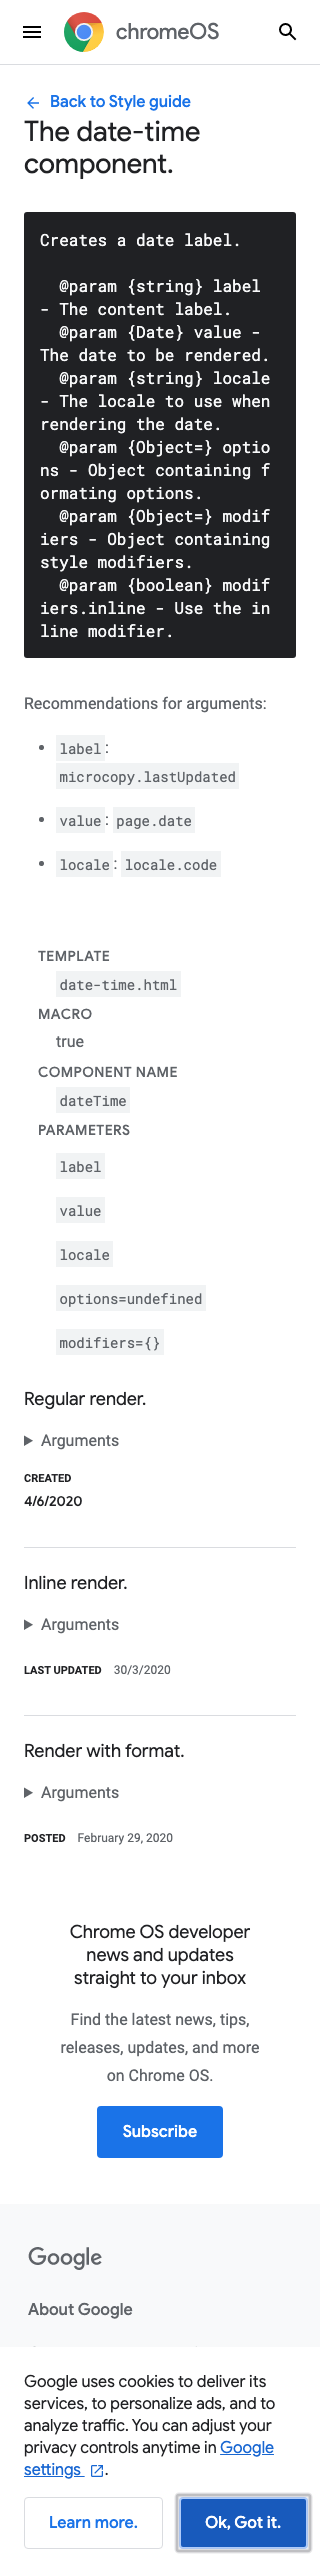 chromeOS
Back to Style guide
The date-time
component.
Creates a date label.
@param {string} label
- The content label.
@param {Date} value -
The date to be rendered.
@param {string} locale
- The locale to use when
rendering the date.
@param {Object=} optio
ns - Object containing f
ormating options.
@param {Object=} modif
iers - Object containing
style modifiers.
@param {boolean} modif
iers.inline - Use the in
line modifier.
Recommendations for arguments:
label:
microcopy.lastUpdated
value: page.date
locale: locale.code
TEMPLATE
date-time.html
MACRO
true
COMPONENT NAME
dateTime
PARAMETERS
label
value
locale
options=undefined
modifiers={}
Regular render.
Arguments
CREATED
4/6/2020
Inline render.
Arguments
LAST UPDATED 30/3/2020
Render with format.
Arguments
POSTED February 29, 2020
Chrome OS developer
news and updates
straight to your inbox
Find the latest news, tips,
releases, updates, and more
on Chrome OS.
Subscribe
Google
About Google
Google uses cookies to deliver its
services, to personalize ads, and to
analyze traffic. You can adjust your
privacy controls anytime in Google
settings .
Learn more.
Ok, Got it.